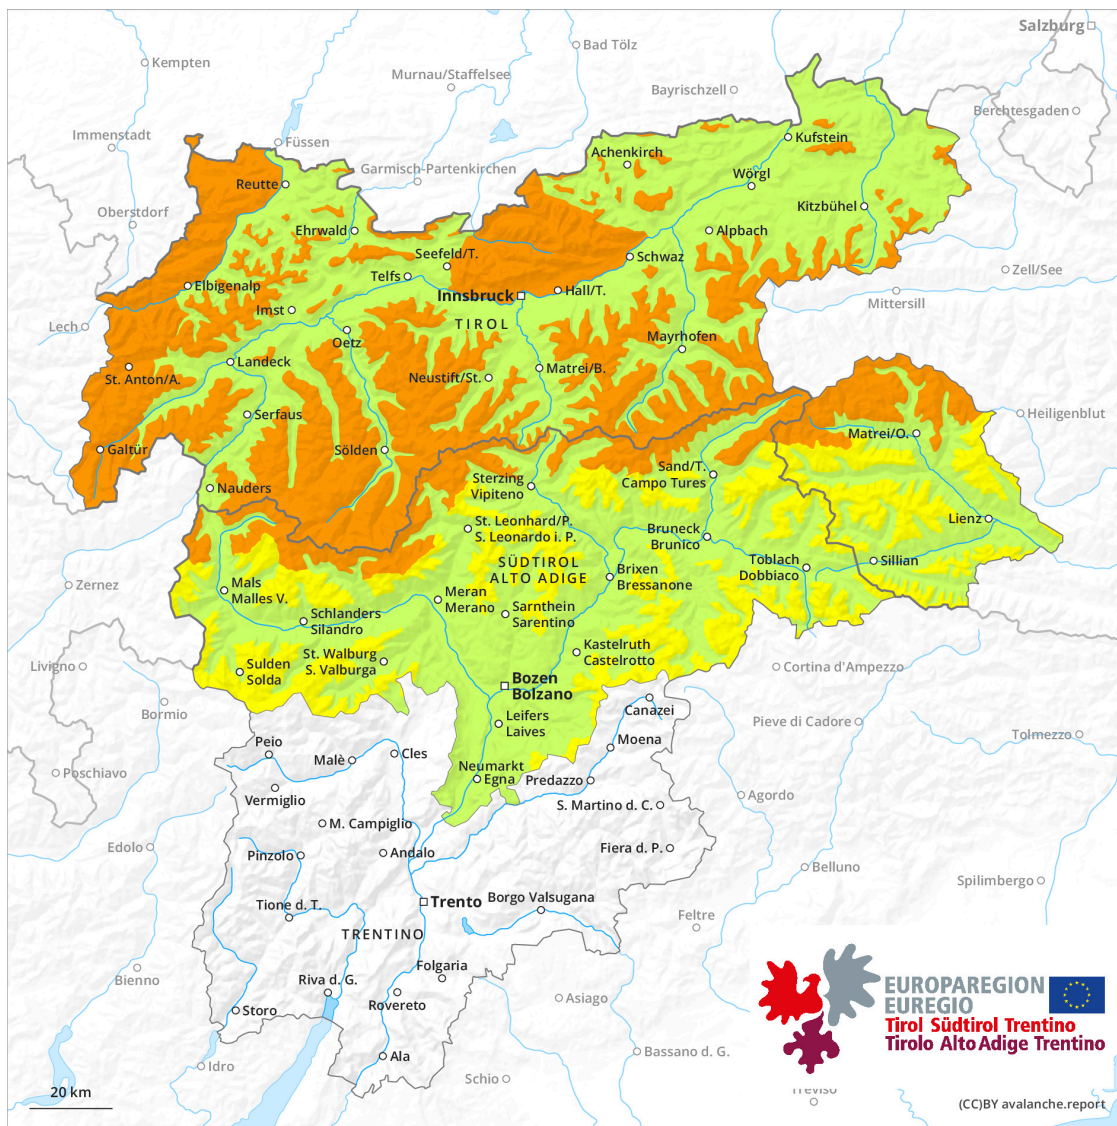 Salzburg
Bad Tölz
Kempten
Murnau/Staffelsee
Bayrischzell
Berchtesgaden
Immenstadt
Füssen
Kufstein
Achenkirch
Garmisch-Partenkirchen
Wörgl
Reutte
Oberstdorf
Kitzbühel
Ehrwald
Alpbach
Seefeld/T.
Schwaz
Zell/See
Telfs
Elbigenalp
Hall/T.
Innsbruck
Mittersill
Imst
TIROL
Lech
Oetz
Mayrhofen
Landeck
Matrei/B.
St. Anton/A.
Neustift/St.
Serfaus
Heiligenblut
Matrei/O.
Galtür
Sölden
Sand/T.
Campo Tures
Sterzing
Vipiteno
Nauders
Lienz
St. Leonhard/P.
S. Leonardo i. P.
Bruneck
Brunico
SÜDTIROL
ALTO ADIGE
Toblach
Dobbiaco
Sillian
Brixen
Bressanone
Zernez
Mals
Malles V.
Meran
Merano
Sarnthein
Sarentino
Schlanders
Silandro
Kastelruth
Castelrotto
St. Walburg
S. Valburga
Livigno
Sulden
Solda
Cortina d'Ampezzo
Bozen
Bolzano
Canazei
Bormio
Leifers
Laives
Pieve di Cadore
Tolmezzo
Peio
Moena
Malè
Cles
Poschiavo
Neumarkt
Egna
Predazzo
Vermiglio
Agordo
S. Martino d. C.
M. Campiglio
Edolo
Pinzolo
Andalo
Fiera d. P.
Belluno
Spilimbergo
Tione d. T.
Trento
Borgo Valsugana
Feltre
TRENTINO
Folgaria
Bienno
Riva d. G.
Rovereto
Asiago
Storo
EUROPAREGION
EUREGIO
Tirol Südtirol Trentino
Tirolo Alto Adige Trentino
Ala
Bassano d. G.
Idro
Schio
Treviso
20 km
(CC)BY avalanche.report